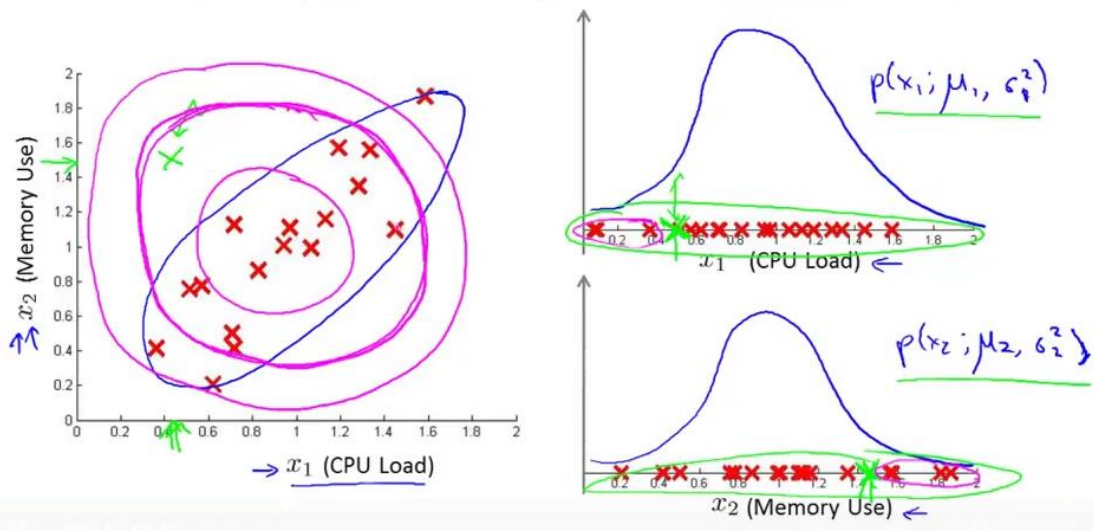 2
1.8
1.6
1.4
1.2
1
0.8
0.6
0.4
0.2
0
x₂ (Memory Use)
0 0.2 0.6 0.8 1 1.2 1.4 1.6 1.8 2
x₁ (CPU Load)
p(x₁; μ₁, σ₁²)
0.2 0.4 0.6 0.8 1 1.2 1.4 1.6 1.8 2
x₁ (CPU Load)
p(x₂; μ₂, σ₂²)
0.2 0.4 0.6 0.8 1 1.2 1.4 1.6 1.8 2
x₂ (Memory Use)